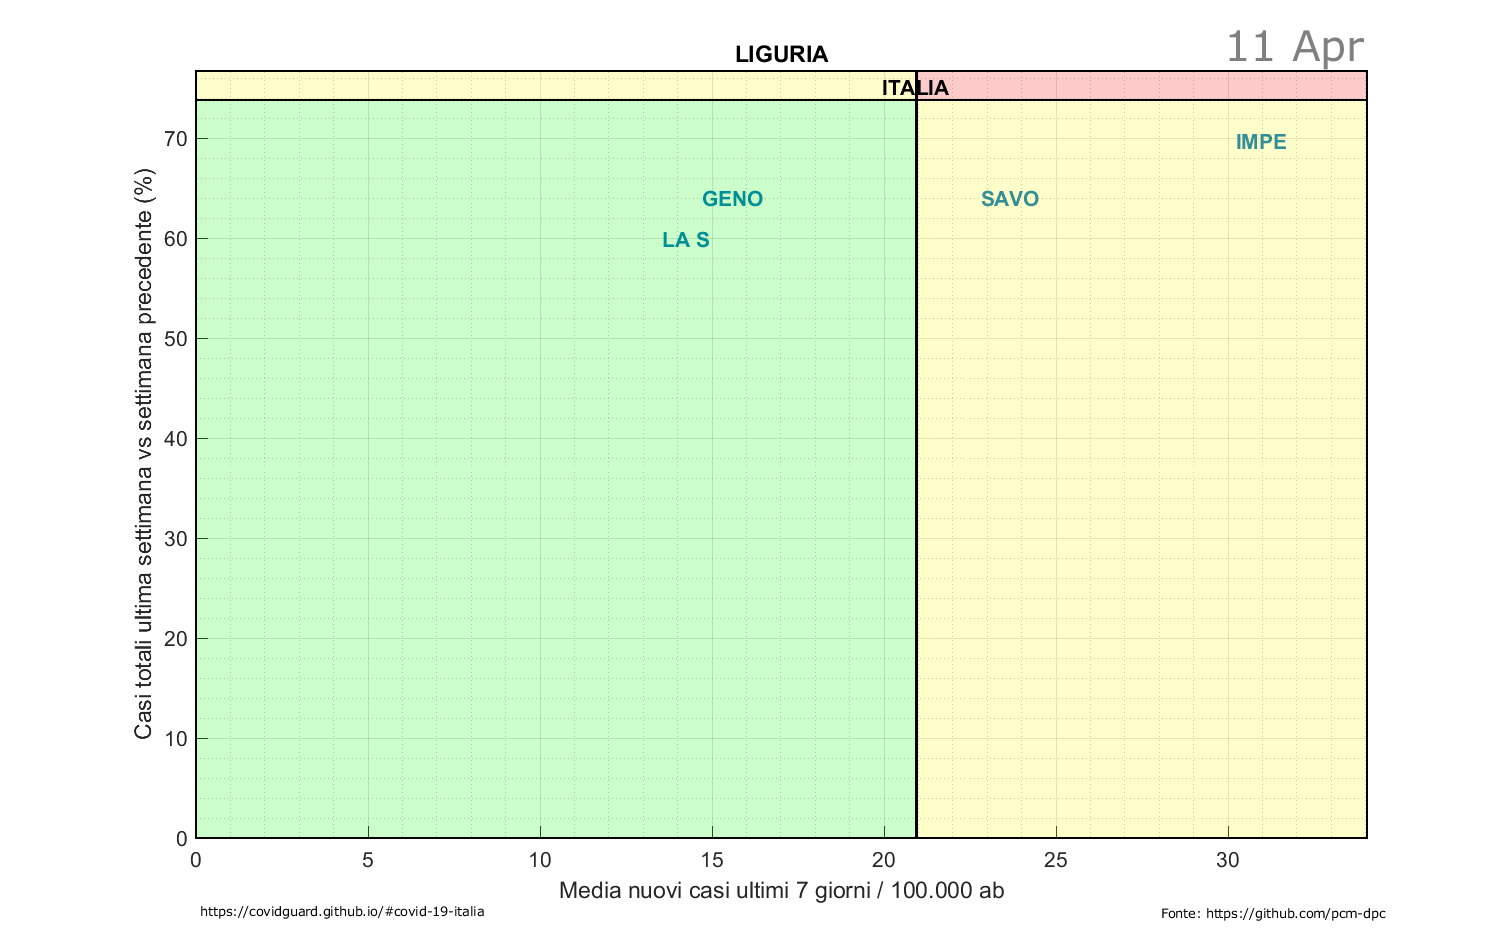 11 Apr
LIGURIA
ITALIA
IMPE
GENO
SAVO
LA S
Casi totali ultima settimana vs settimana precedente (%)
70
60
50
40
30
20
10
0
0 5 10 15 20 25 30
Media nuovi casi ultimi 7 giorni / 100.000 ab
https://covidguard.github.io/#covid-19-italia
Fonte: https://github.com/pcm-dpc